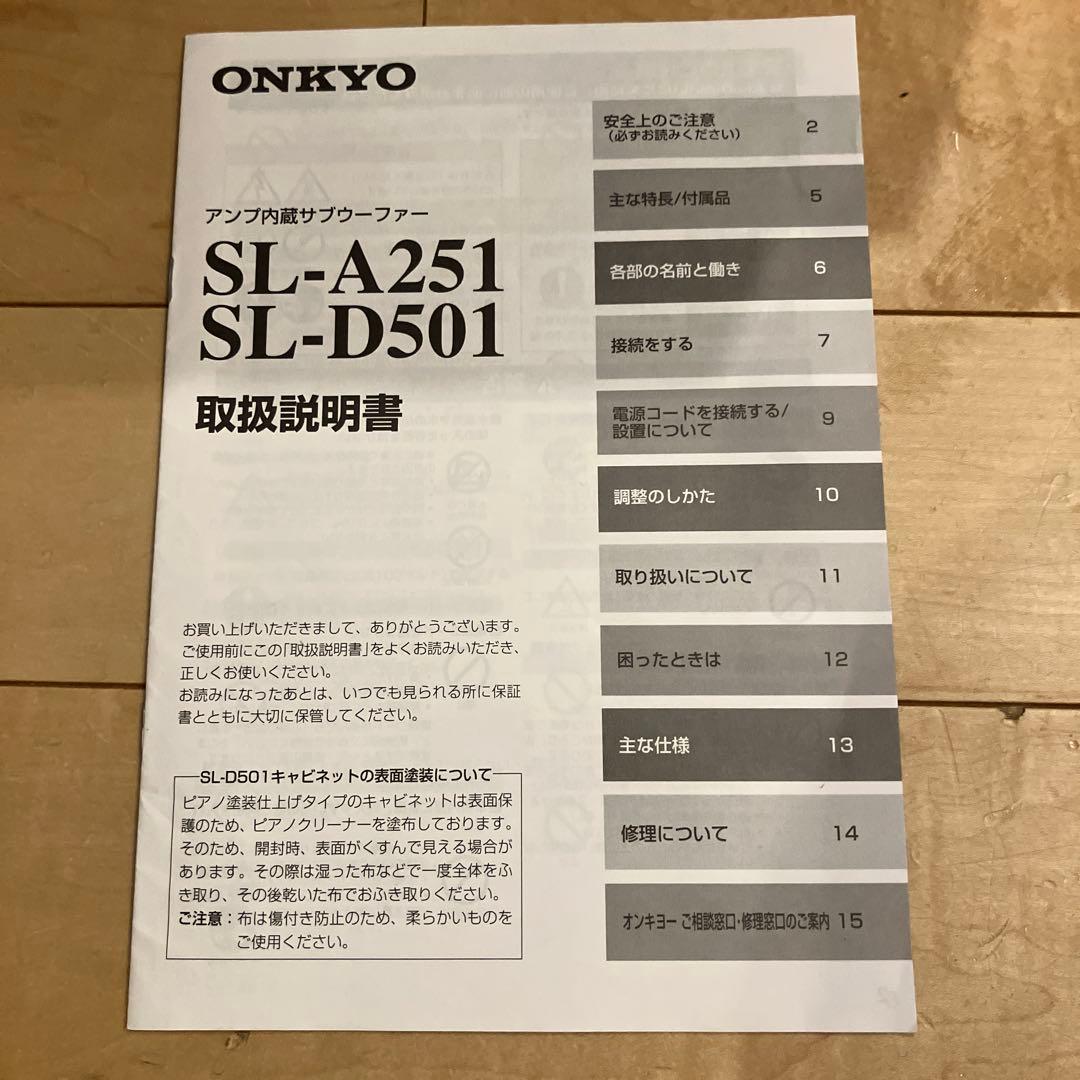 ONKYO
アンプ内蔵サブウーファー
SL-A251
SL-D501
取扱説明書
お買い上げいただきまして、ありがとうございます。
ご使用前にこの「取扱説明書」をよくお読みいただき、
正しくお使いください。
お読みになったあとは、いつでも見られる所に保証
書とともに大切に保管してください。
SL-D501キャビネットの表面塗装について
ピアノ塗装仕上げタイプのキャビネットは表面保
護のため、ピアノクリーナーを塗布しております。
そのため、開封時、表面がくすんで見える場合が
あります。その際は湿った布などで一度全体をふ
き取り、その後乾いた布でおふき取りください。
ご注意：布は傷付き防止のため、柔らかいものを
ご使用ください。
安全上のご注意 2
（必ずお読みください）
主な特長/付属品 5
各部の名前と働き 6
接続をする 7
電源コードを接続する/ 9
設置について
調整のしかた 10
取り扱いについて 11
困ったときは 12
主な仕様 13
修理について 14
オンキヨー ご相談窓口・修理窓口のご案内 15